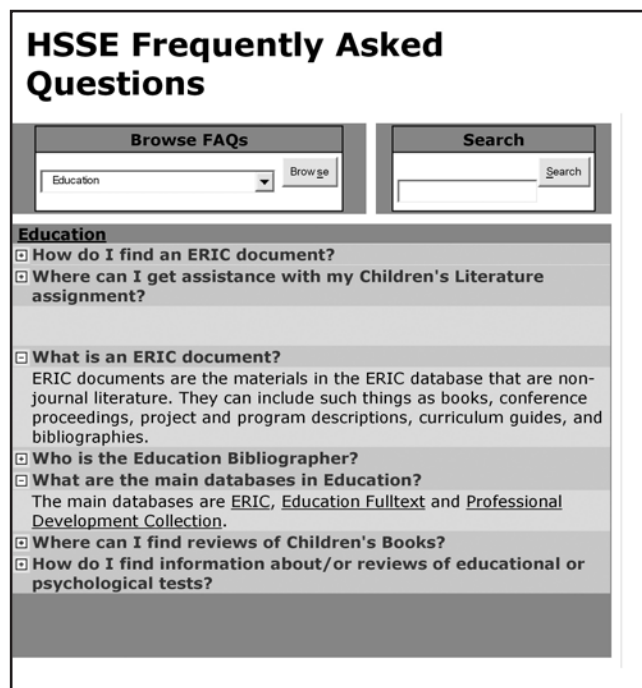 HSSE Frequently Asked
Questions
Browse FAQs
Education
Browse
Search
Search
Education
How do I find an ERIC document?
Where can I get assistance with my Children's Literature
assignment?
What is an ERIC document?
ERIC documents are the materials in the ERIC database that are non-
journal literature. They can include such things as books, conference
proceedings, project and program descriptions, curriculum guides, and
bibliographies.
Who is the Education Bibliographer?
What are the main databases in Education?
The main databases are ERIC, Education Fulltext and Professional
Development Collection.
Where can I find reviews of Children's Books?
How do I find information about/or reviews of educational or
psychological tests?